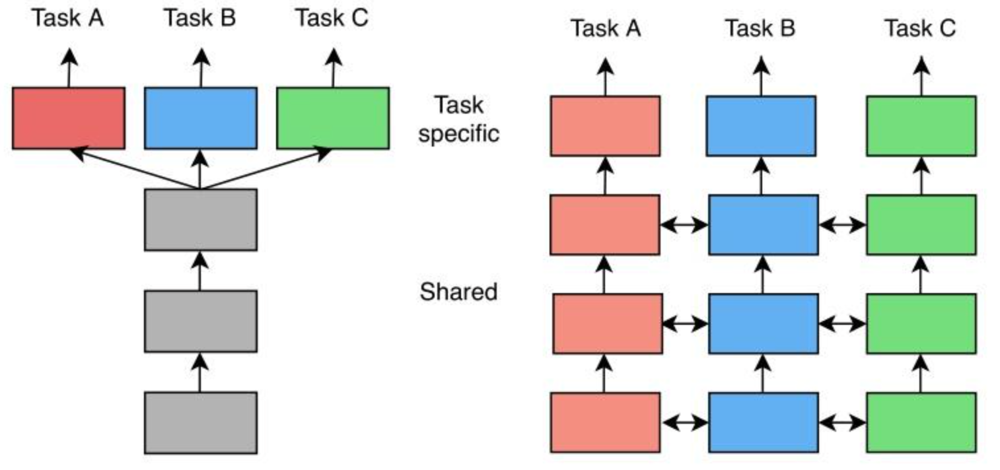 Task A
Task B
Task C
Task
specific
Shared
Task A
Task B
Task C